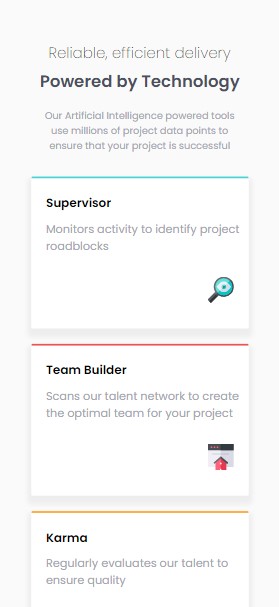 Reliable, efficient delivery
Powered by Technology
Our Artificial Intelligence powered tools
use millions of project data points to
ensure that your project is successful
Supervisor
Monitors activity to identify project
roadblocks
Team Builder
Scans our talent network to create
the optimal team for your project
Karma
Regularly evaluates our talent to
ensure quality